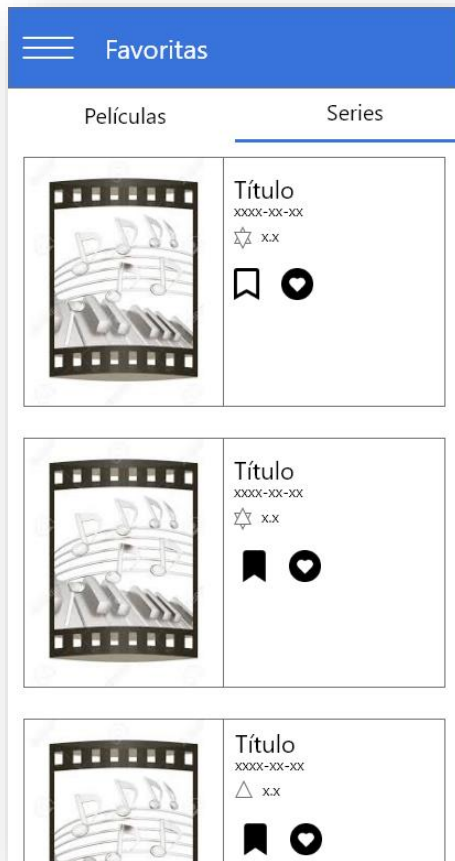 Favoritas
Películas
Series
Título
xxxx-xx-xx
x.x
Título
xxxx-xx-xx
x.x
Título
xxxx-xx-xx
x.x